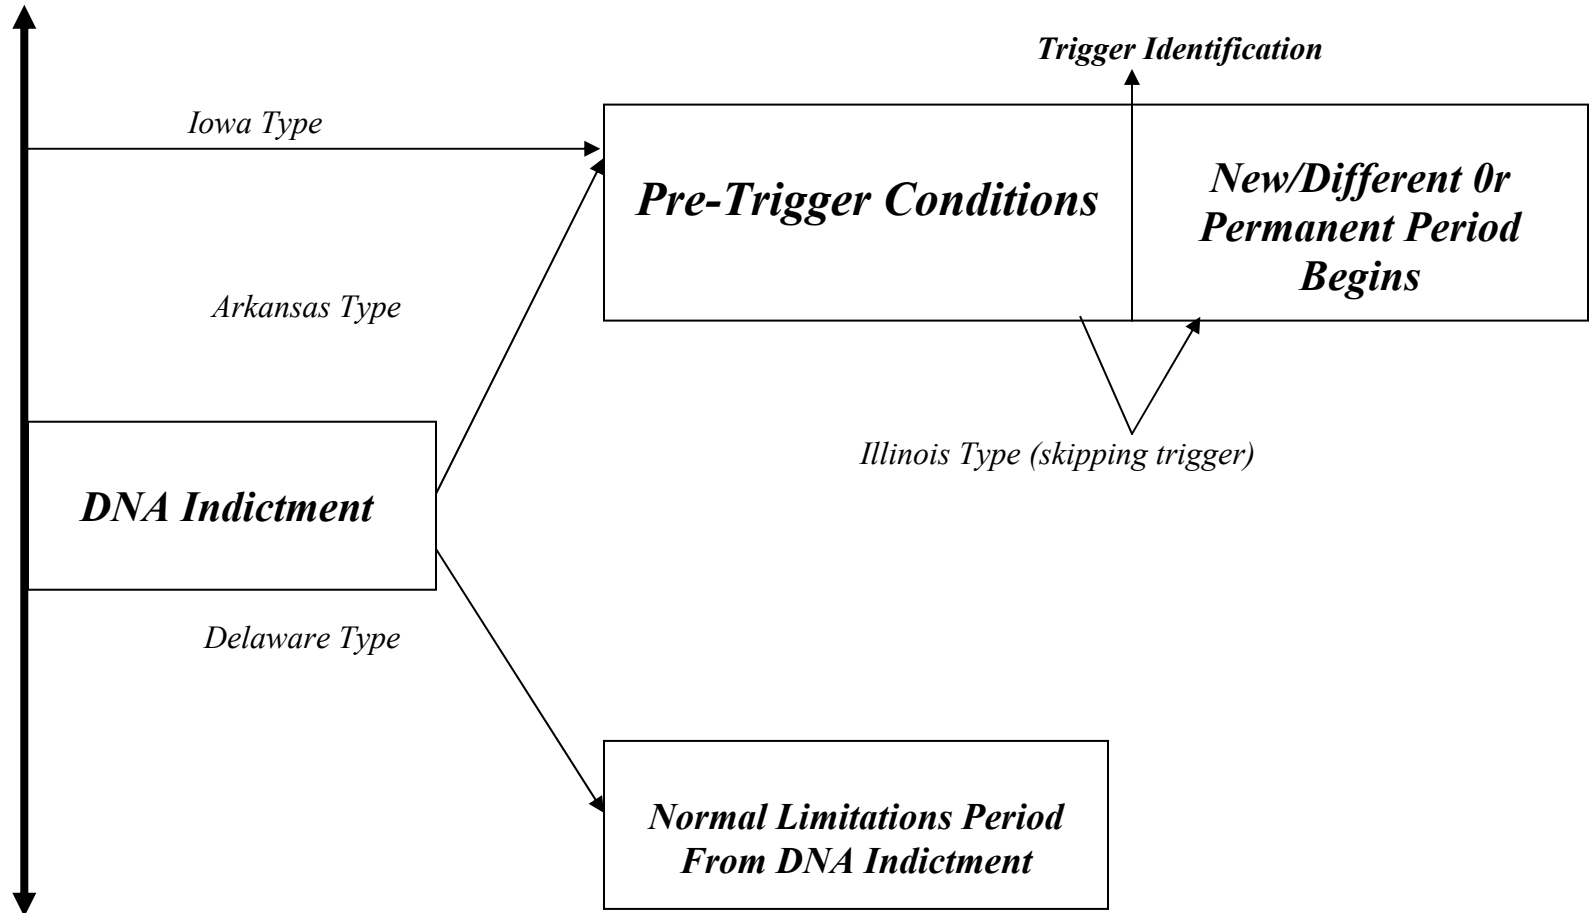 Trigger Identification
Iowa Type
Pre-Trigger Conditions
New/Different 0r
Permanent Period
Begins
Arkansas Type
Illinois Type (skipping trigger)
DNA Indictment
Delaware Type
Normal Limitations Period
From DNA Indictment